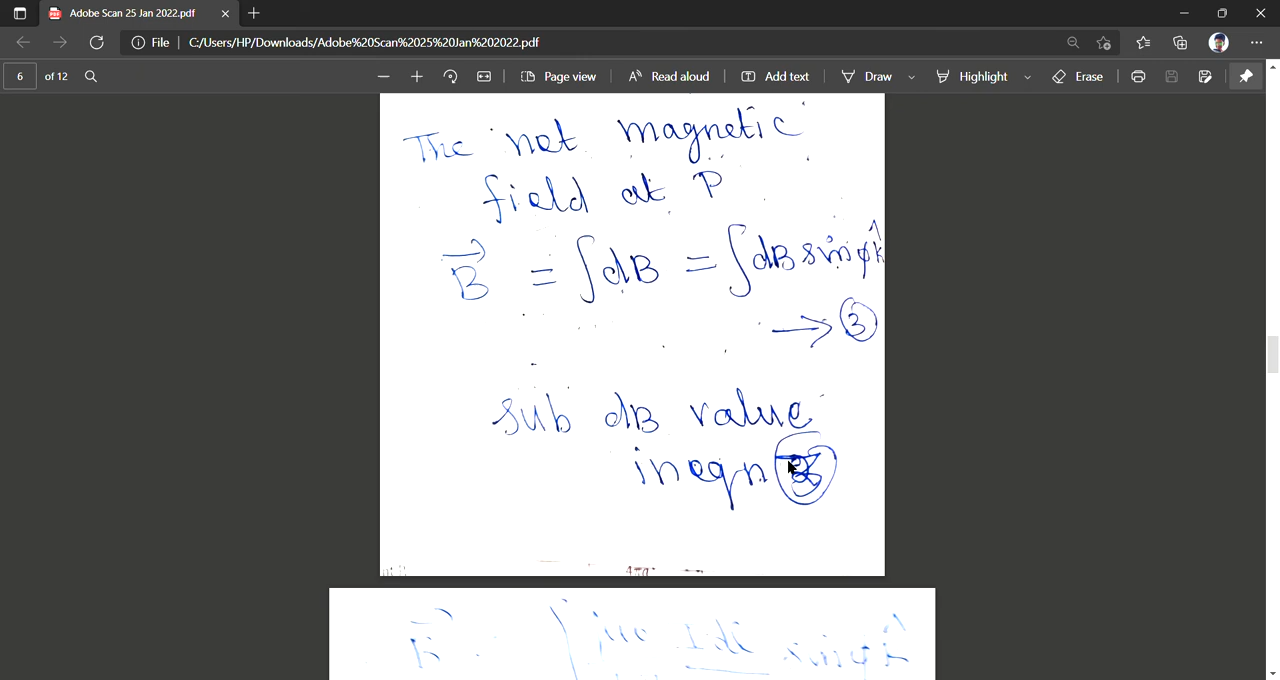 Adobe Scan 25 Jan 2022.pdf
File | C:/Users/HP/Downloads/Adobe%20Scan%2025%20Jan%202022.pdf
6 of 12 Page view Read aloud Add text Draw Highlight Erase
The net magnetic
field at P
B⃗ = ∫dB = ∫dB sinϕ k̂
→ ③
sub dB value
in eqn
sinϕ k̂